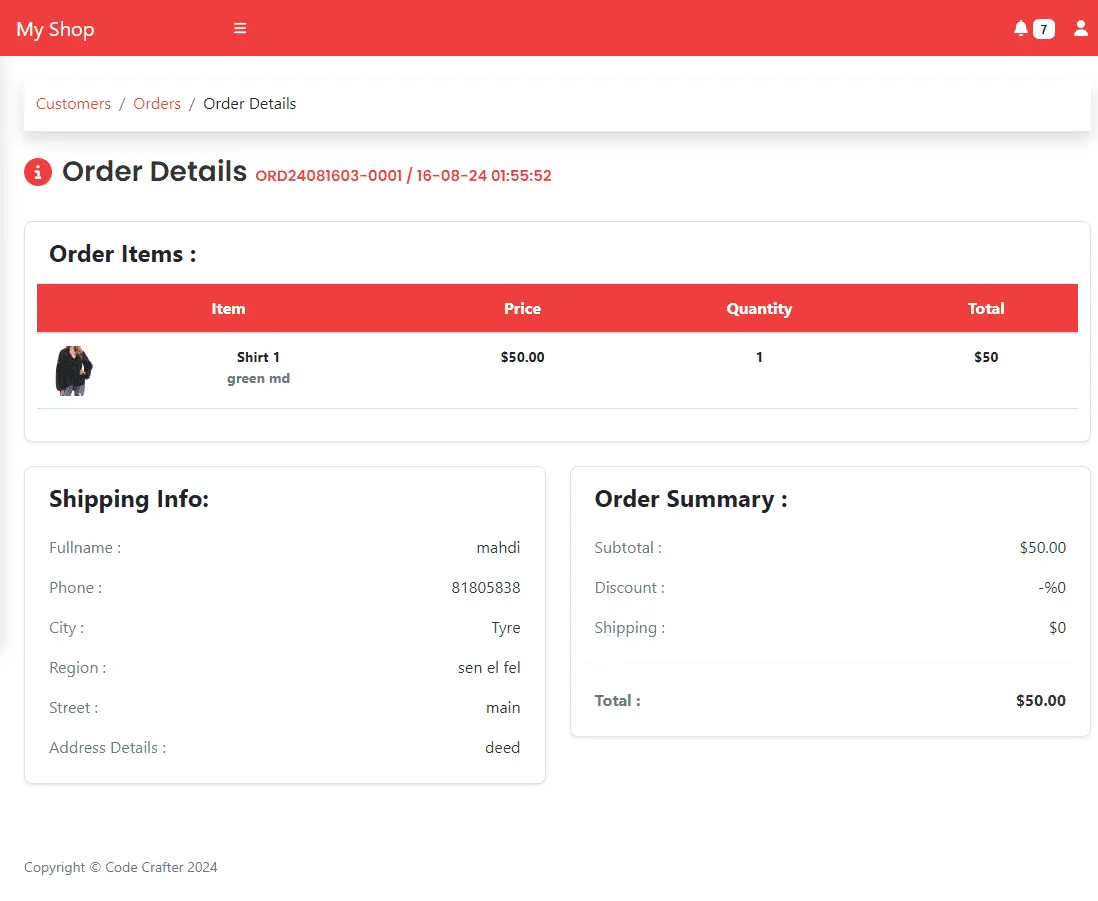 My Shop
7
Customers / Orders / Order Details
Order Details ORD24081603-0001 / 16-08-24 01:55:52
Order Items :
Item Price Quantity Total
Shirt 1 $50.00 1 $50
green md
Shipping Info:
Fullname : mahdi
Phone : 81805838
City : Tyre
Region : sen el fel
Street : main
Address Details : deed
Order Summary :
Subtotal : $50.00
Discount : -%0
Shipping : $0
Total : $50.00
Copyright © Code Crafter 2024